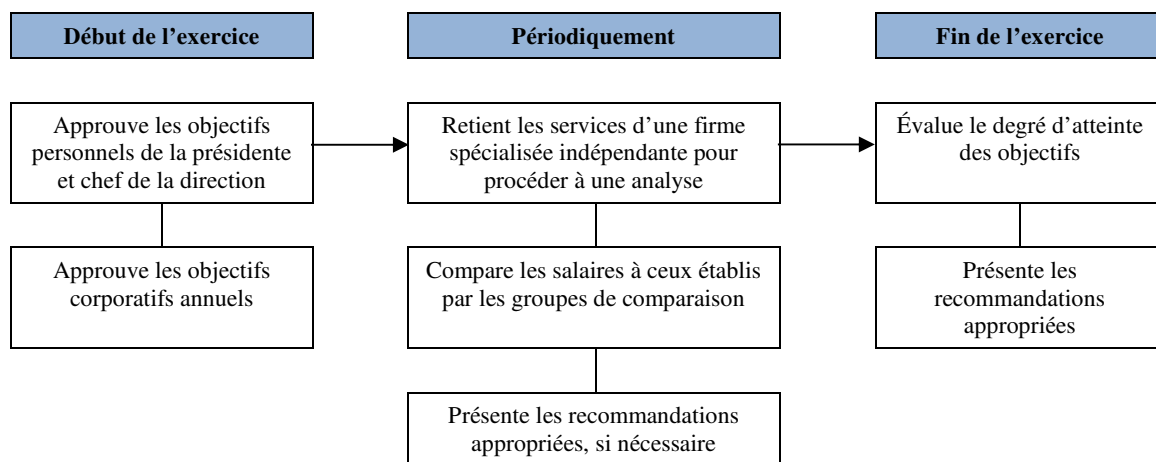 Début de l’exercice
Périodiquement
Fin de l’exercice
Approuve les objectifs
personnels de la présidente
et chef de la direction
Retient les services d’une firme
spécialisée indépendante pour
procéder à une analyse
Évalue le degré d’atteinte
des objectifs
Approuve les objectifs
corporatifs annuels
Compare les salaires à ceux établis
par les groupes de comparaison
Présente les
recommandations
appropriées
Présente les recommandations
appropriées, si nécessaire